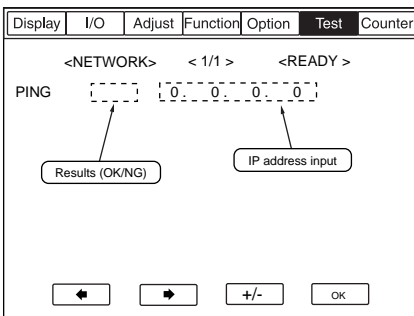 Display I/O Adjust Function Option Test Counter
<NETWORK> < 1/1 > <READY >
PING 0. 0. 0. 0
Results (OK/NG) IP address input
+/- OK